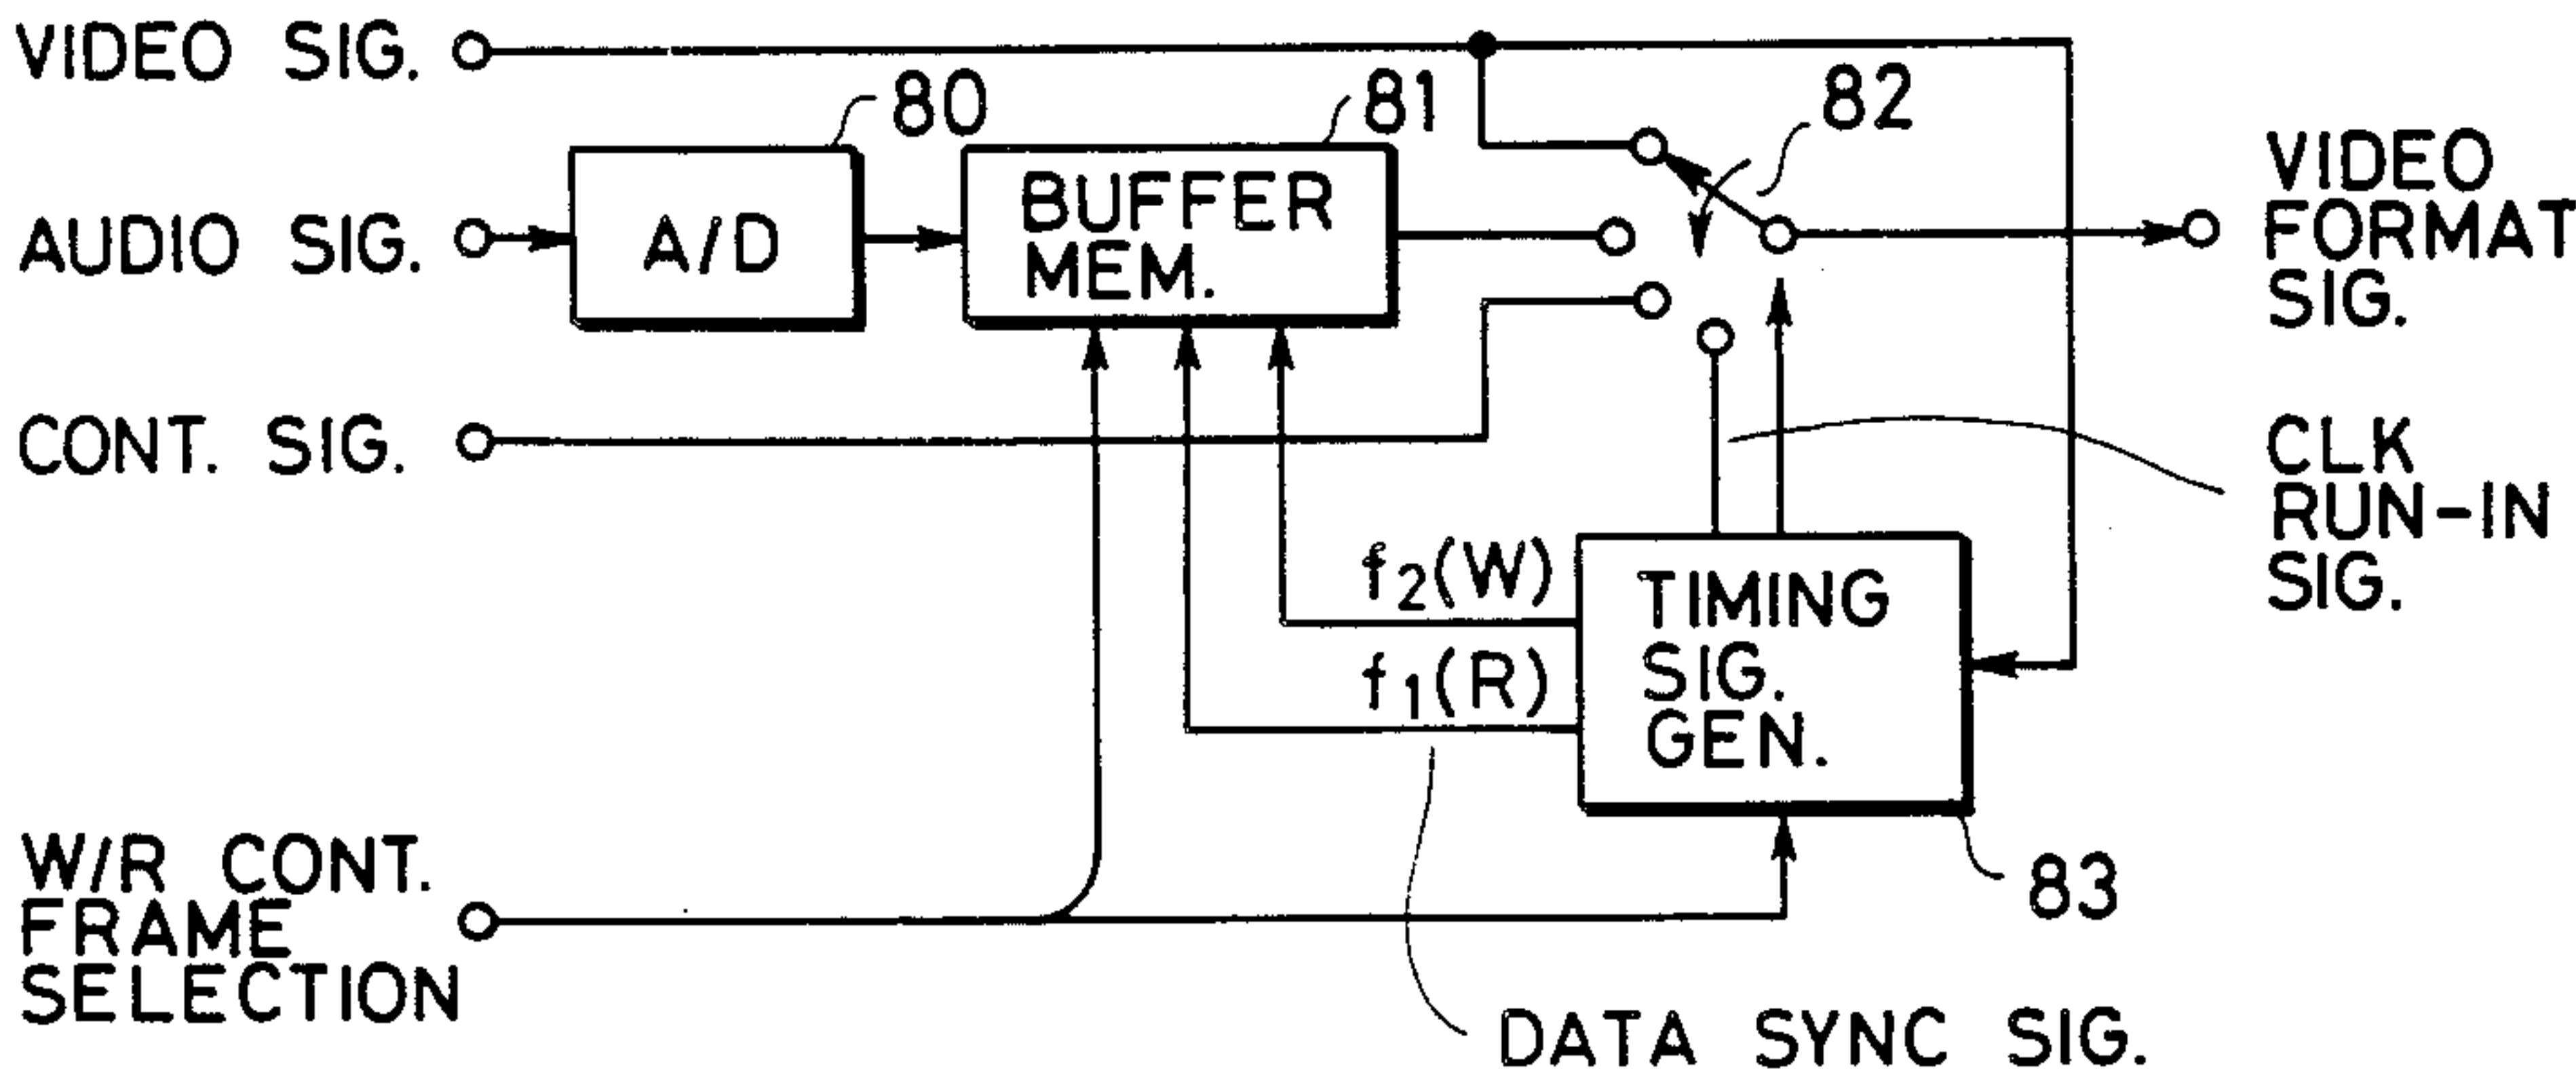 VIDEO SIG.
80
81
82
VIDEO
FORMAT
SIG.
AUDIO SIG.
A/D
BUFFER
MEM.
CONT. SIG.
CLK
RUN-IN
SIG.
f2(W)
f1(R)
TIMING
SIG.
GEN.
83
W/R CONT.
FRAME
SELECTION
DATA SYNC SIG.